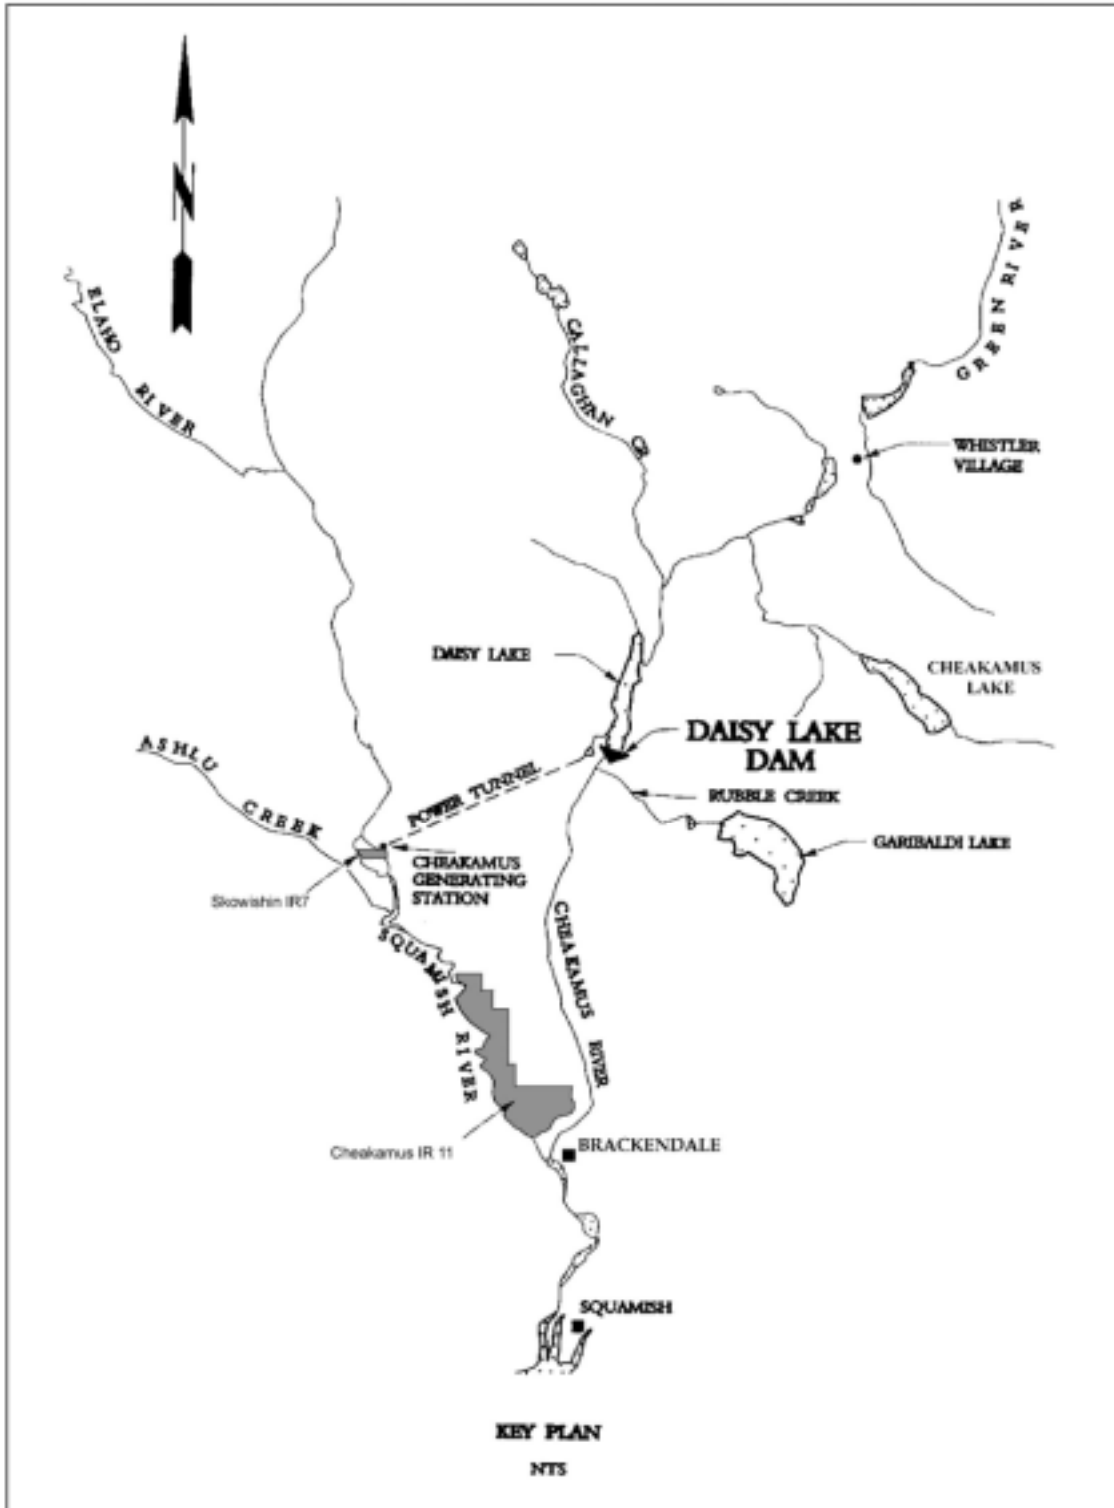 N
ELAHO
RIVER
CALLAGHAN
GREEN RIVER
WHISTLER
VILLAGE
DAISY LAKE
CHEAKAMUS
LAKE
DAISY LAKE
DAM
ASHLU
CREEK
POWER TUNNEL
RUBBLE CREEK
GARIBALDI LAKE
CHEAKAMUS
GENERATING
STATION
Skowishin IR7
SQUAMISH
RIVER
CHEAKAMUS
RIVER
Cheakamus IR 11
BRACKENDALE
SQUAMISH
KEY PLAN
NTS